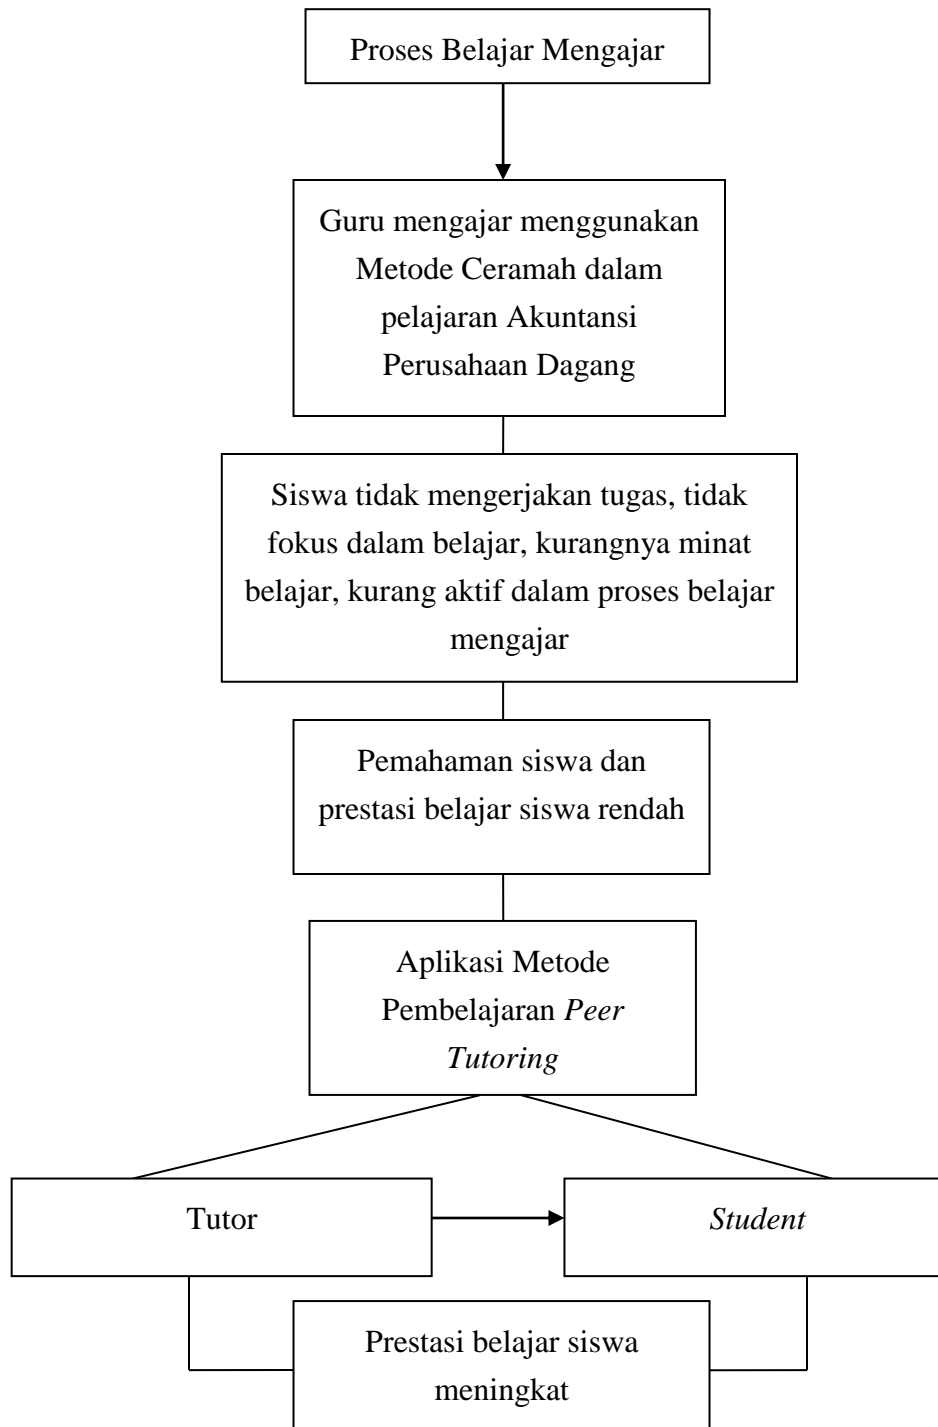 Proses Belajar Mengajar
Guru mengajar menggunakan
Metode Ceramah dalam
pelajaran Akuntansi
Perusahaan Dagang
Siswa tidak mengerjakan tugas, tidak
fokus dalam belajar, kurangnya minat
belajar, kurang aktif dalam proses belajar
mengajar
Pemahaman siswa dan
prestasi belajar siswa rendah
Aplikasi Metode
Pembelajaran Peer
Tutoring
Tutor
Student
Prestasi belajar siswa
meningkat